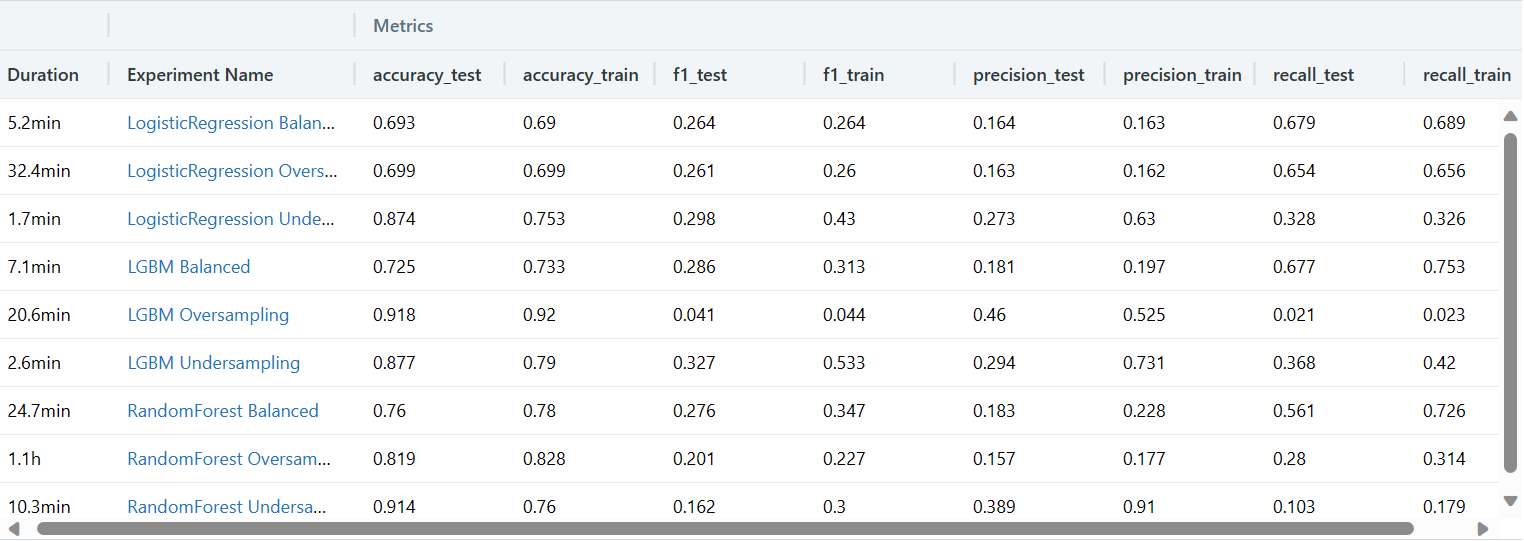 Metrics
Duration Experiment Name accuracy_test accuracy_train f1_test f1_train precision_test precision_train recall_test recall_train
5.2min LogisticRegression Balan... 0.693 0.69 0.264 0.264 0.164 0.163 0.679 0.689
32.4min LogisticRegression Overs... 0.699 0.699 0.261 0.26 0.163 0.162 0.654 0.656
1.7min LogisticRegression Unde... 0.874 0.753 0.298 0.43 0.273 0.63 0.328 0.326
7.1min LGBM Balanced 0.725 0.733 0.286 0.313 0.181 0.197 0.677 0.753
20.6min LGBM Oversampling 0.918 0.92 0.041 0.044 0.46 0.525 0.021 0.023
2.6min LGBM Undersampling 0.877 0.79 0.327 0.533 0.294 0.731 0.368 0.42
24.7min RandomForest Balanced 0.76 0.78 0.276 0.347 0.183 0.228 0.561 0.726
1.1h RandomForest Oversam... 0.819 0.828 0.201 0.227 0.157 0.177 0.28 0.314
10.3min RandomForest Undersa... 0.914 0.76 0.162 0.3 0.389 0.91 0.103 0.179